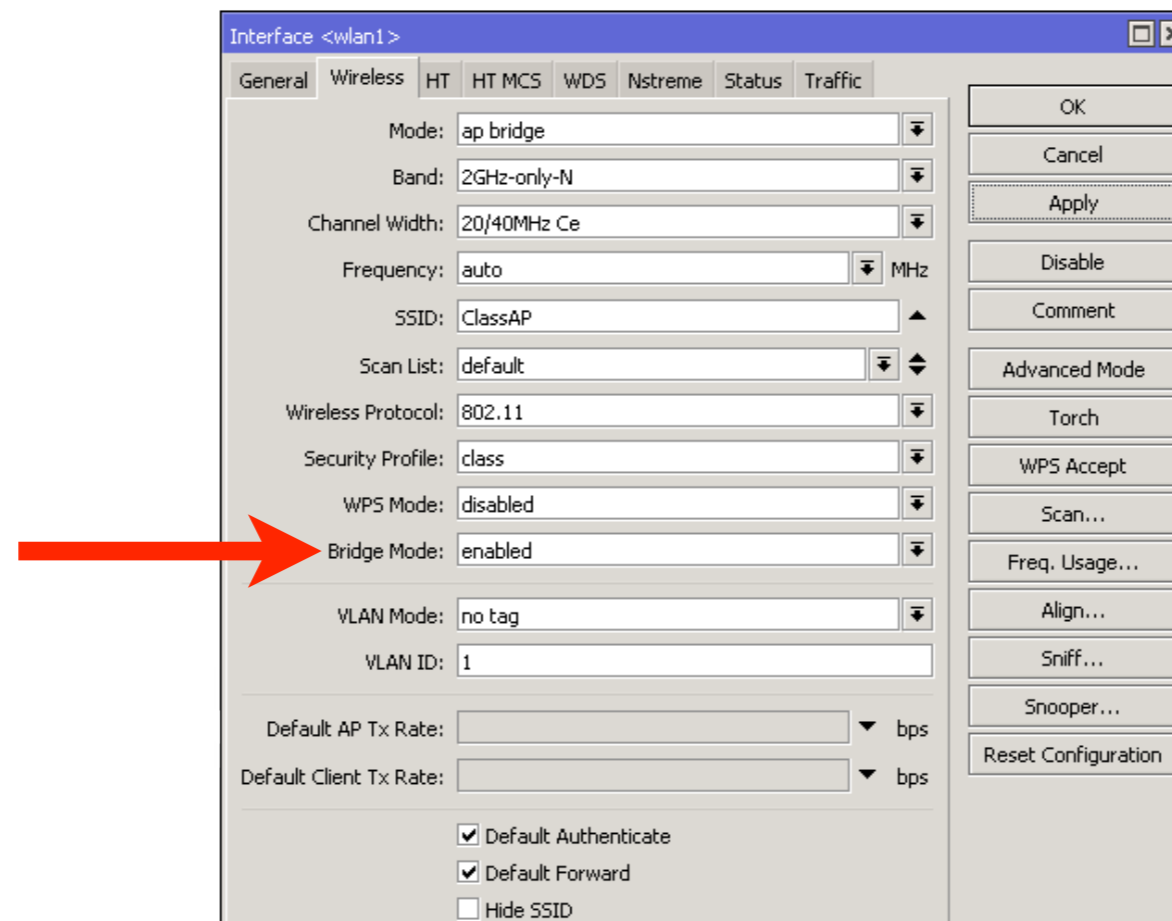 Interface <wlan1>
General Wireless HT HT MCS WDS Nstreme Status Traffic
Mode: ap bridge
Band: 2GHz-only-N
Channel Width: 20/40MHz Ce
Frequency: auto MHz
SSID: ClassAP
Scan List: default
Wireless Protocol: 802.11
Security Profile: class
WPS Mode: disabled
Bridge Mode: enabled
VLAN Mode: no tag
VLAN ID: 1
Default AP Tx Rate: bps
Default Client Tx Rate: bps
Default Authenticate
Default Forward
Hide SSID
OK
Cancel
Apply
Disable
Comment
Advanced Mode
Torch
WPS Accept
Scan...
Freq. Usage...
Align...
Sniff...
Snooper...
Reset Configuration